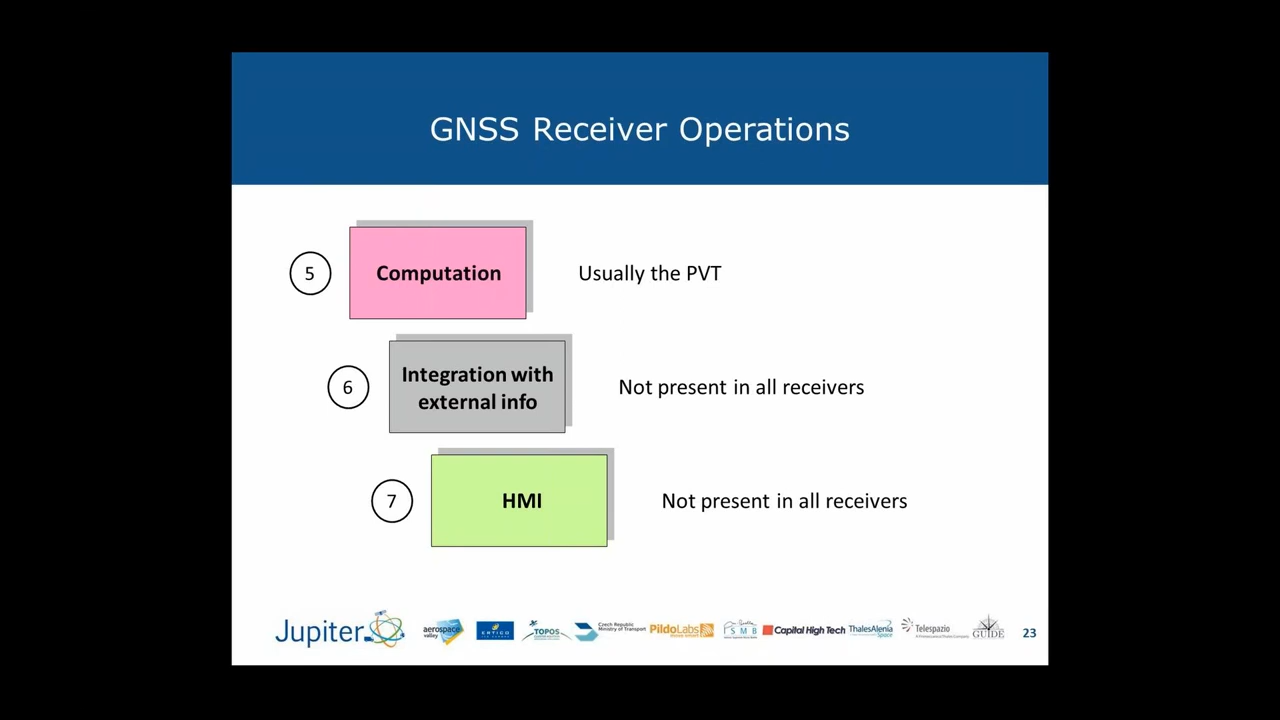 GNSS Receiver Operations
5
Computation
Usually the PVT
6
Integration with
external info
Not present in all receivers
7
HMI
Not present in all receivers
Jupiter
aerospace
valley
ERTICO
TOPOS
Czech Republic
Ministry of Transport
PildoLabs
ISMB
Capital High Tech
ThalesAlenia
Space
Telespazio
GUIDE
23